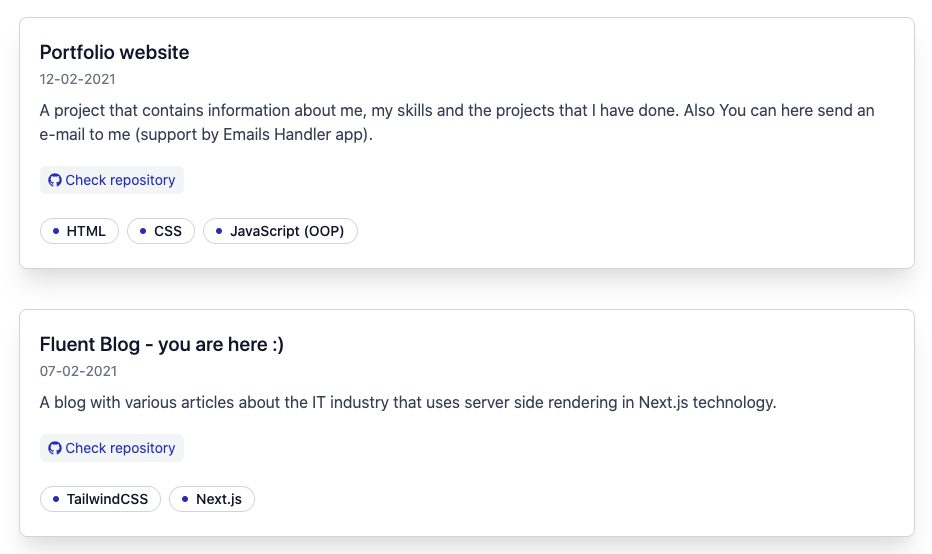 Portfolio website
12-02-2021
A project that contains information about me, my skills and the projects that I have done. Also You can here send an
e-mail to me (support by Emails Handler app).
Check repository
HTML CSS JavaScript (OOP)
Fluent Blog - you are here :)
07-02-2021
A blog with various articles about the IT industry that uses server side rendering in Next.js technology.
Check repository
TailwindCSS Next.js